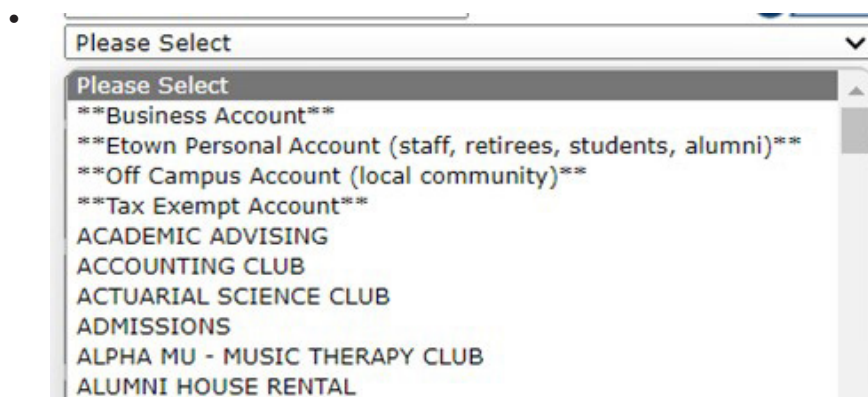 Please Select
Please Select
**Business Account**
**Etown Personal Account (staff, retirees, students, alumni)**
**Off Campus Account (local community)**
**Tax Exempt Account**
ACADEMIC ADVISING
ACCOUNTING CLUB
ACTUARIAL SCIENCE CLUB
ADMISSIONS
ALPHA MU - MUSIC THERAPY CLUB
ALUMNI HOUSE RENTAL